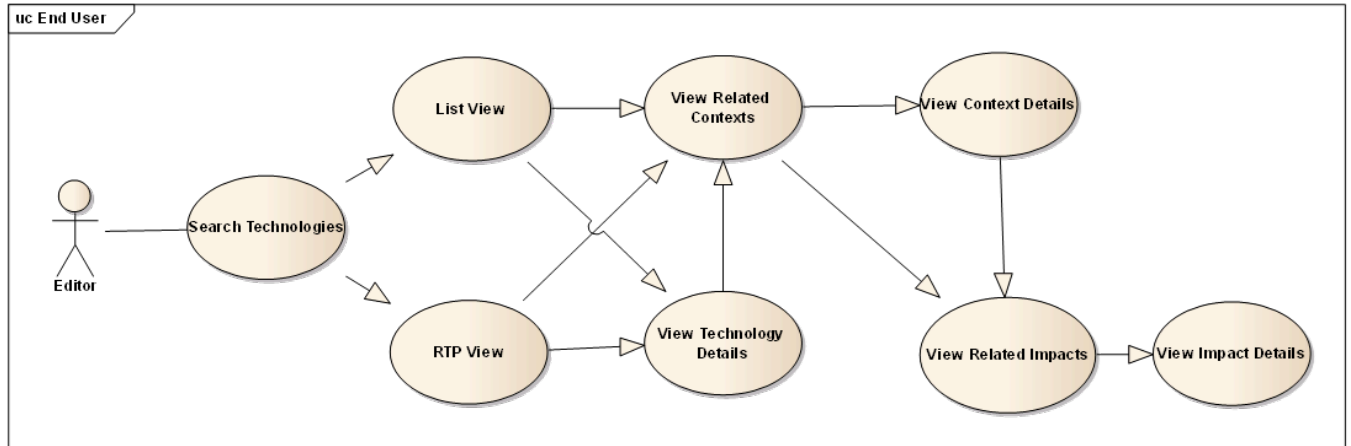 uc End User
List View
View Related
Contexts
View Context Details
Search Technologies
Editor
RTP View
View Technology
Details
View Related Impacts
View Impact Details